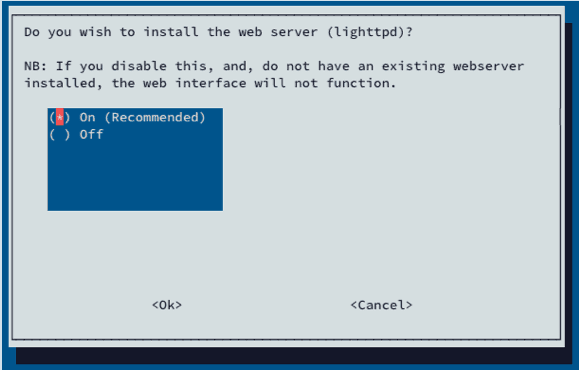 Do you wish to install the web server (lighttpd)?
NB: If you disable this, and, do not have an existing webserver
installed, the web interface will not function.
(*) On (Recommended)
( ) Off
<Ok> <Cancel>